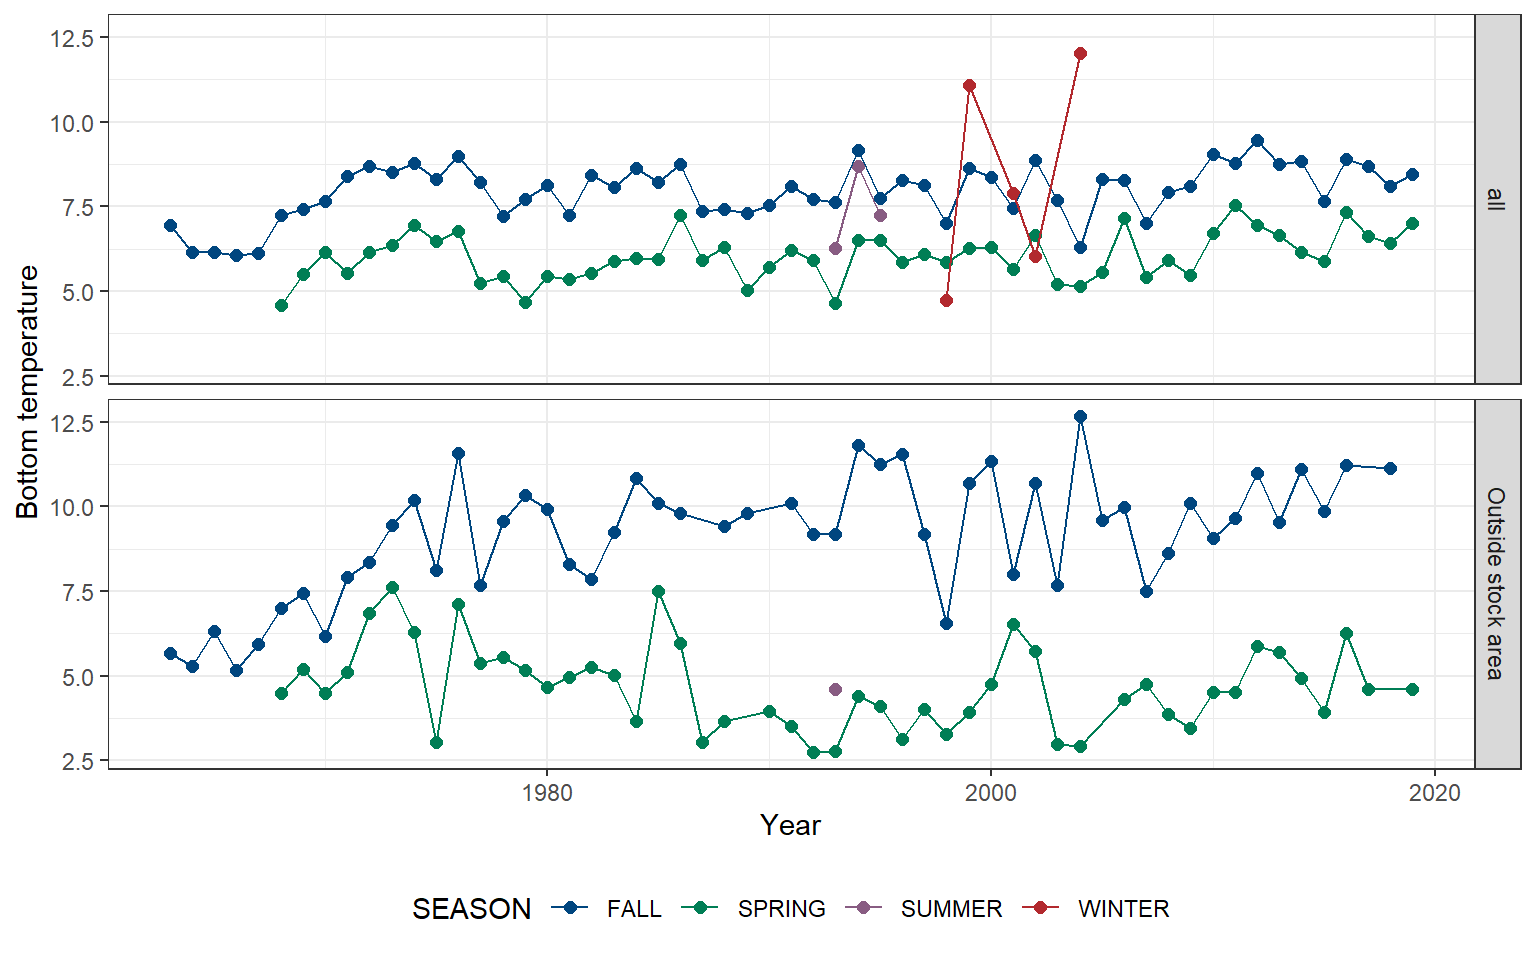 Bottom temperature
12.5
10.0
7.5
5.0
2.5
all
12.5
10.0
7.5
5.0
2.5
Outside stock area
1980 2000 2020
Year
SEASON FALL SPRING SUMMER WINTER